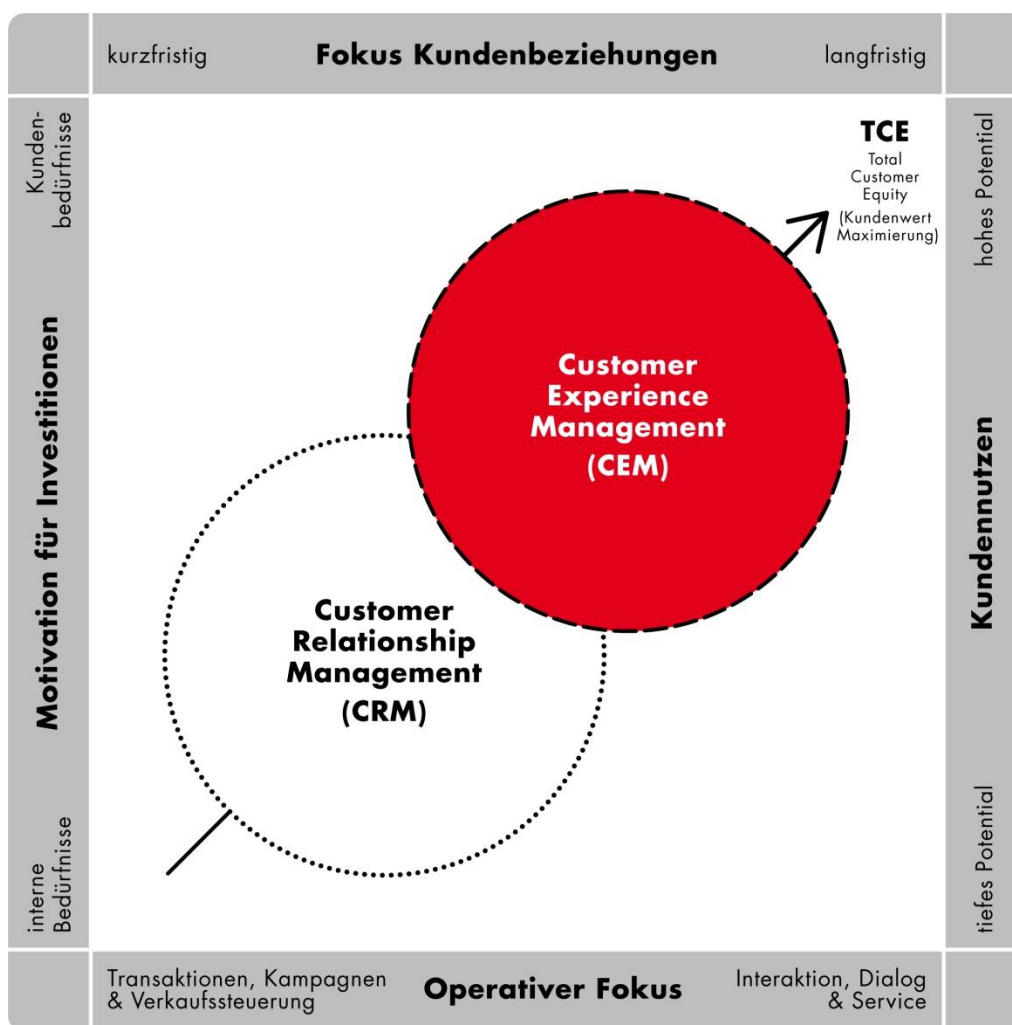 kurzfristig
Fokus Kundenbeziehungen
langfristig
Kunden-
bedürfnisse
Motivation für Investitionen
interne
Bedürfnisse
TCE
Total
Customer
Equity
(Kundenwert
Maximierung)
Customer
Experience
Management
(CEM)
Customer
Relationship
Management
(CRM)
hohes Potential
Kundennutzen
tiefes Potential
Transaktionen, Kampagnen
& Verkaufssteuerung
Operativer Fokus
Interaktion, Dialog
& Service